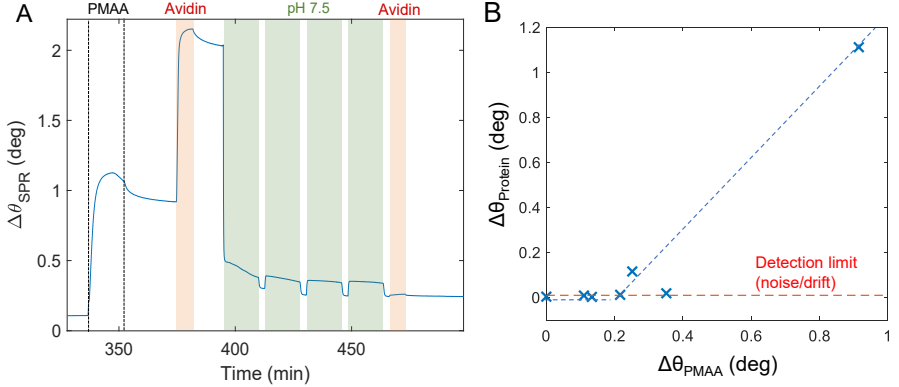 A
PMAA
Avidin
pH 7.5
Avidin
2
1.5
1
0.5
0
350
400
450
Time (min)
Δθ_SPR (deg)
B
1.2
1
0.8
0.6
0.4
0.2
0
0
0.2
0.4
0.6
0.8
1
Δθ_Protein (deg)
Detection limit
(noise/drift)
Δθ_PMAA (deg)